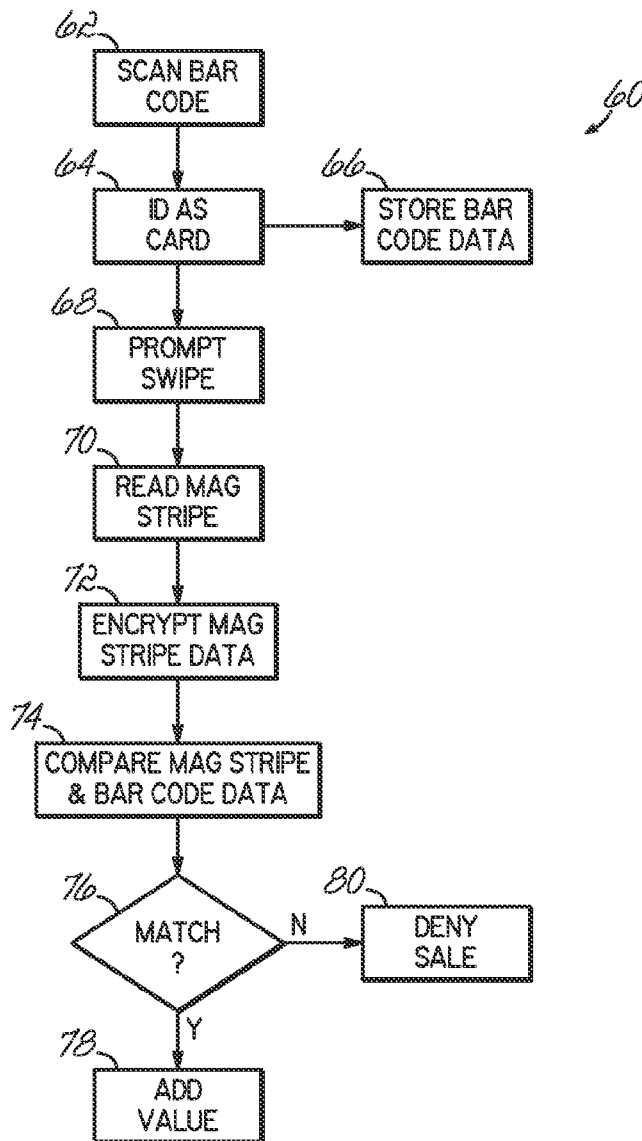 62
SCAN BAR
CODE
60
64
ID AS
CARD
66
STORE BAR
CODE DATA
68
PROMPT
SWIPE
70
READ MAG
STRIPE
72
ENCRYPT MAG
STRIPE DATA
74
COMPARE MAG STRIPE
& BAR CODE DATA
76
MATCH
?
N
80
DENY
SALE
Y
78
ADD
VALUE